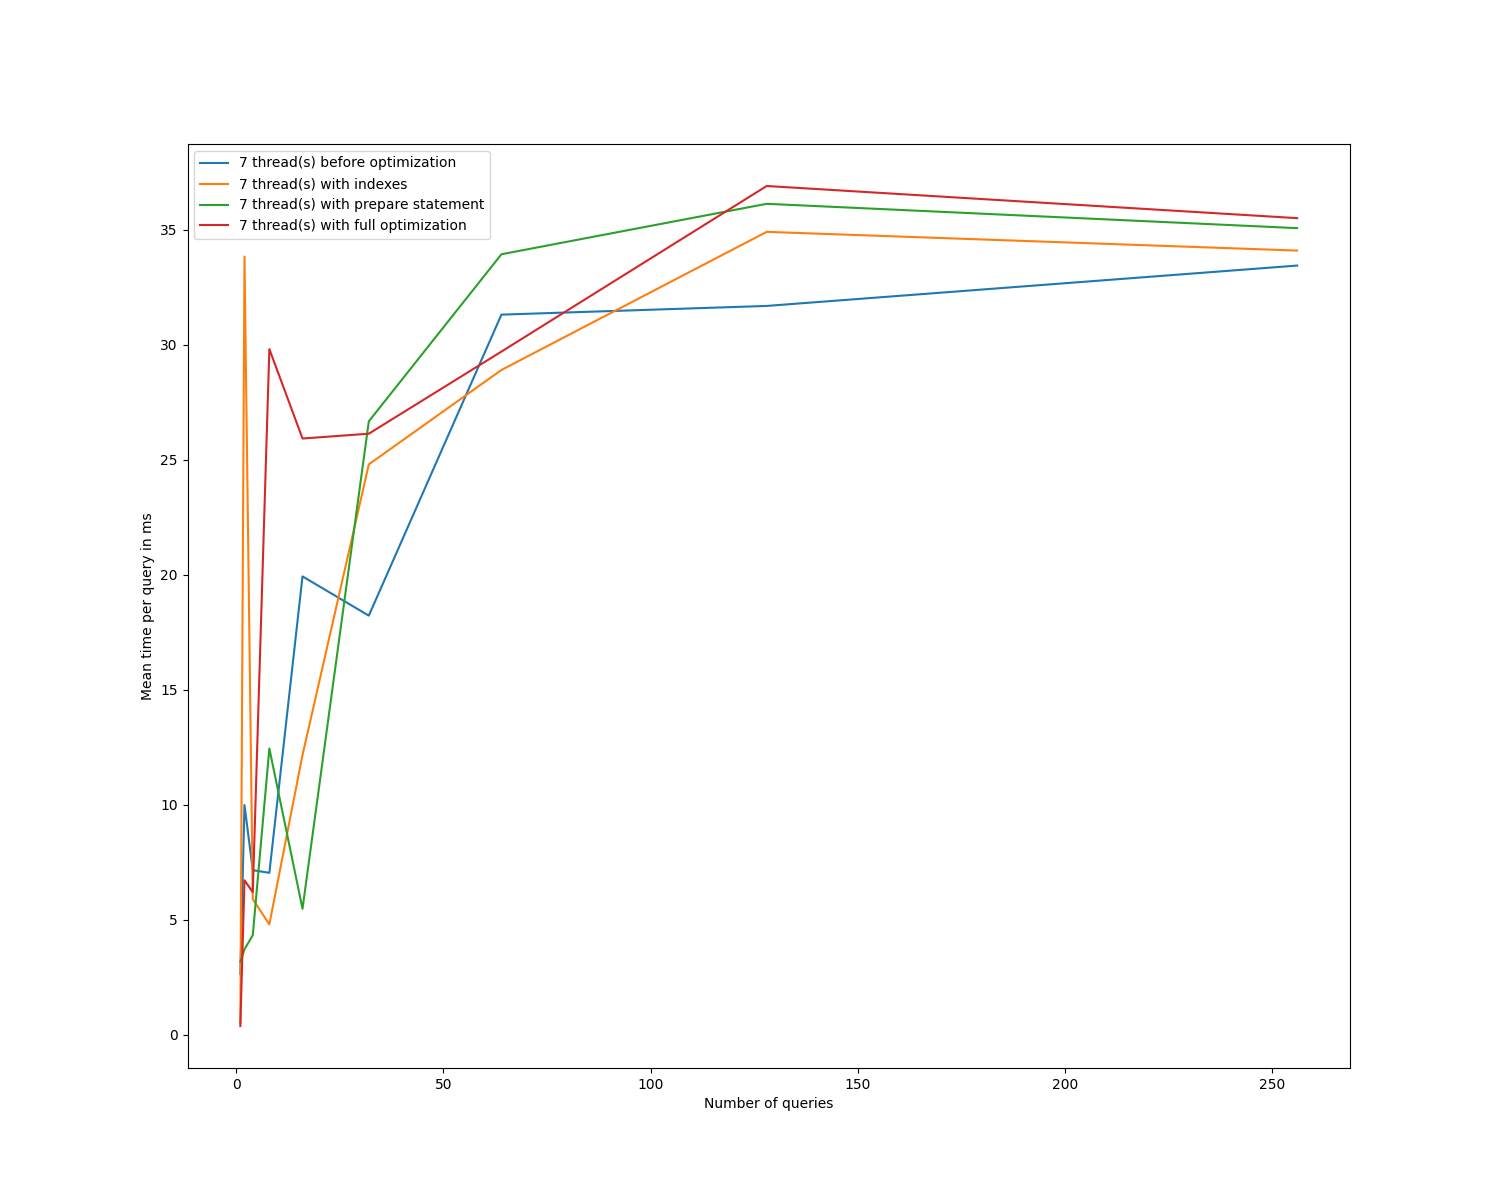 7 thread(s) before optimization
7 thread(s) with indexes
7 thread(s) with prepare statement
7 thread(s) with full optimization
35
30
25
20
15
10
5
0
Mean time per query in ms
0 50 100 150 200 250
Number of queries